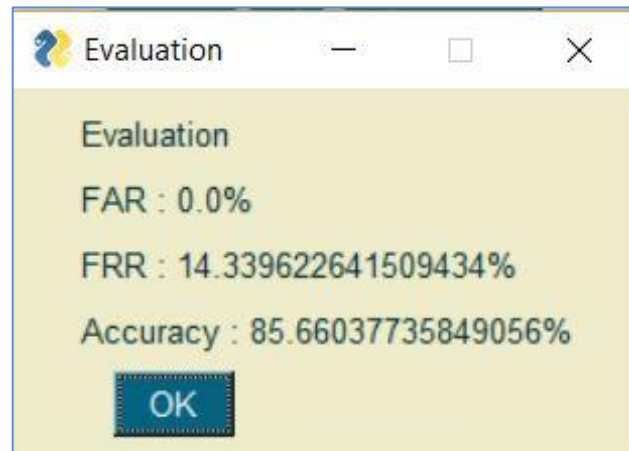 Evaluation
Evaluation
FAR : 0.0%
FRR : 14.339622641509434%
Accuracy : 85.66037735849056%
OK